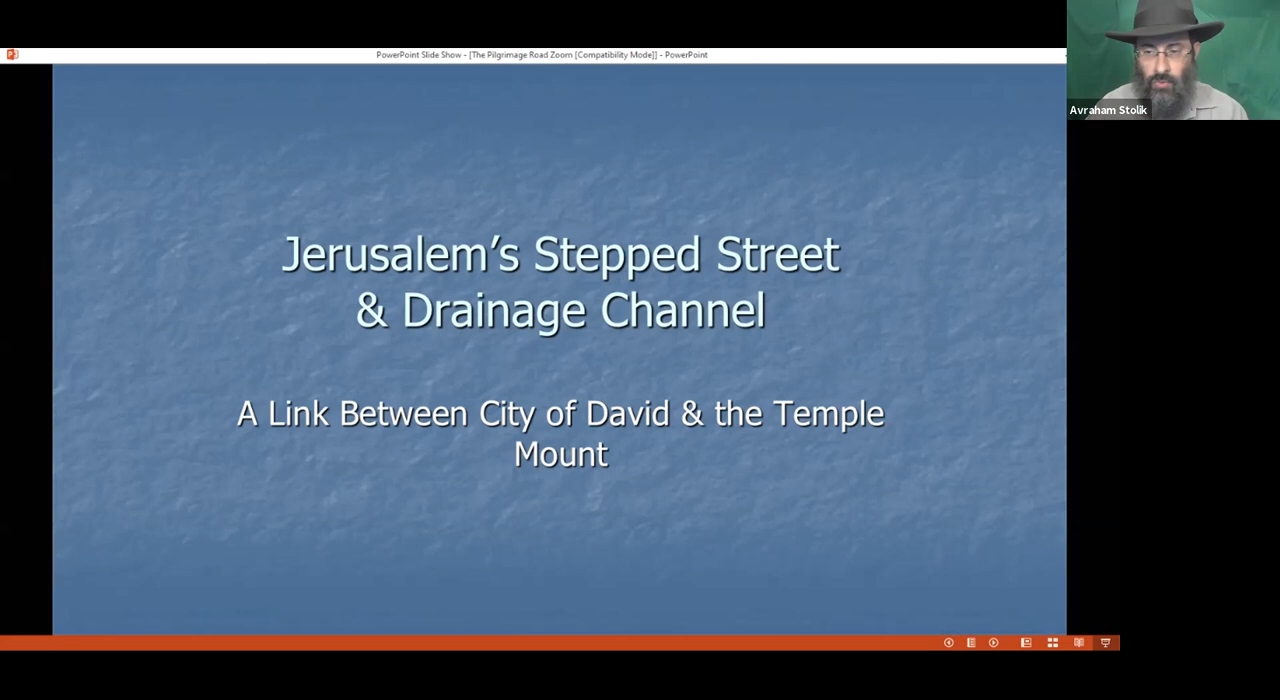 PowerPoint Slide Show - [The Pilgrimage Road Zoom [Compatibility Mode]] - PowerPoint
Avraham Stolik
Jerusalem's Stepped Street
& Drainage Channel
A Link Between City of David & the Temple
Mount